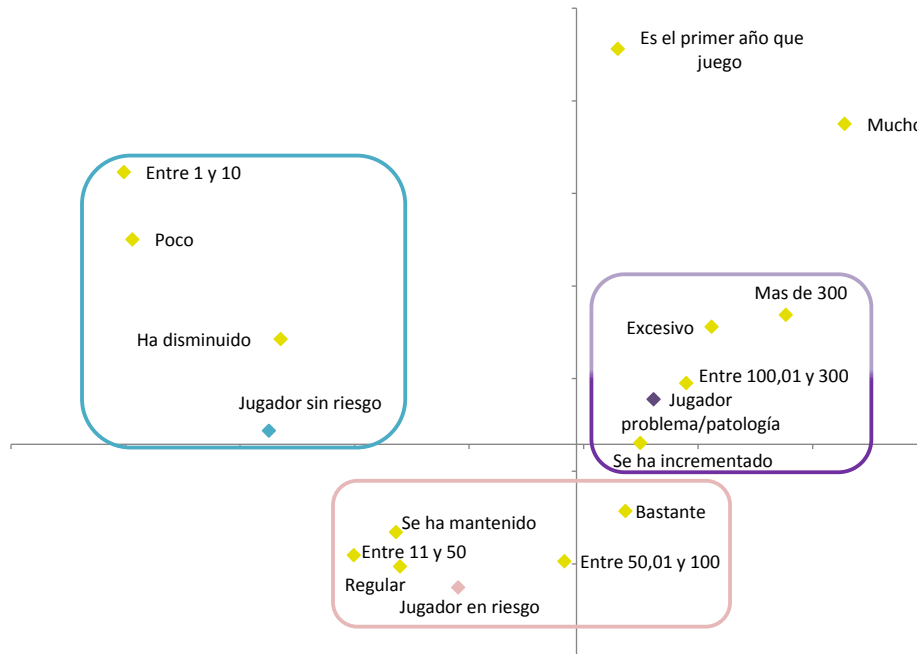 Es el primer año que
juego
Mucho
Entre 1 y 10
Poco
Ha disminuido
Jugador sin riesgo
Mas de 300
Excesivo
Entre 100,01 y 300
Jugador
problema/patología
Se ha incrementado
Bastante
Se ha mantenido
Entre 11 y 50
Entre 50,01 y 100
Regular
Jugador en riesgo